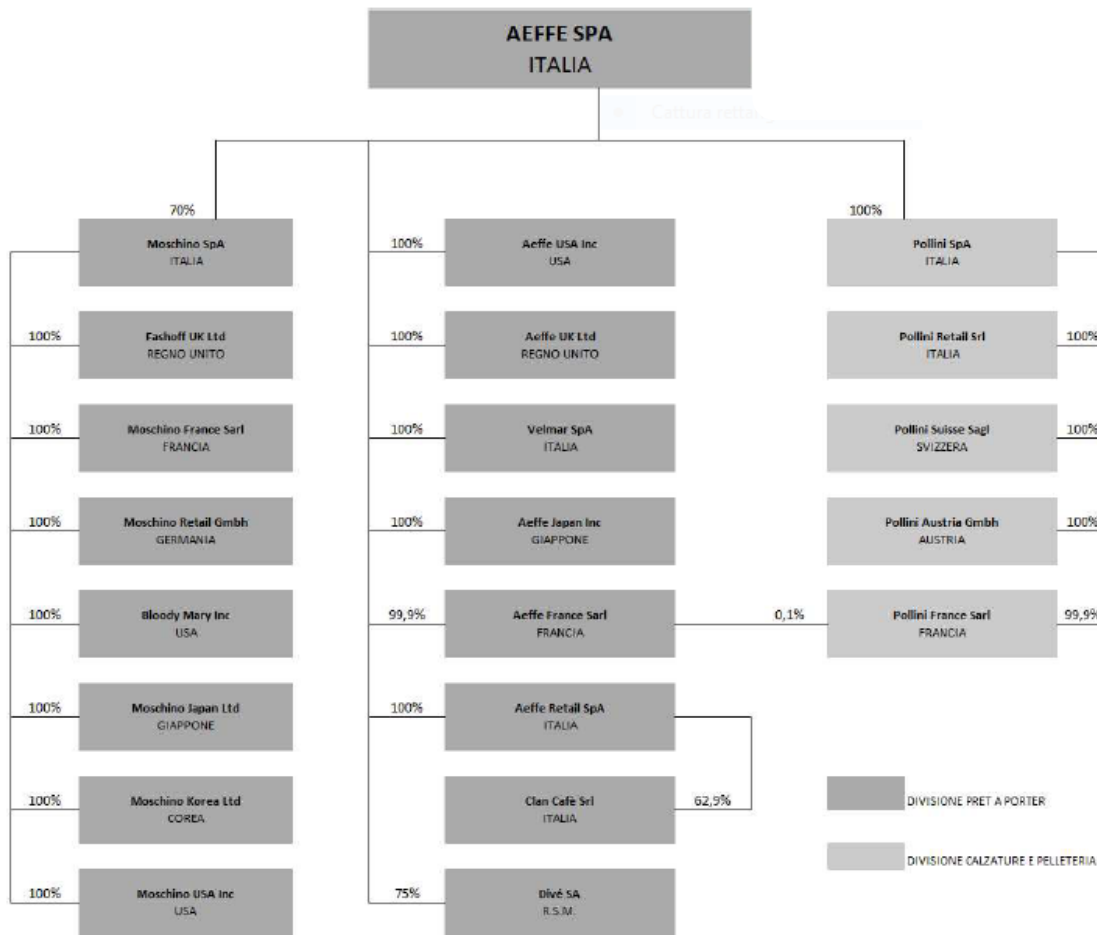 AEFFE SPA
ITALIA
Cattura rettang
70%
100%
Moschino SpA
ITALIA
100%
Aeffe USA Inc
USA
Pollini SpA
ITALIA
100%
Fashoff UK Ltd
REGNO UNITO
100%
Aeffe UK Ltd
REGNO UNITO
Pollini Retail Srl
ITALIA
100%
100%
Moschino France Sarl
FRANCIA
100%
Velmar SpA
ITALIA
Pollini Suisse Sagl
SVIZZERA
100%
100%
Moschino Retail Gmbh
GERMANIA
100%
Aeffe Japan Inc
GIAPPONE
Pollini Austria Gmbh
AUSTRIA
100%
100%
Bloody Mary Inc
USA
99,9%
Aeffe France Sarl
FRANCIA
0,1%
Pollini France Sarl
FRANCIA
99,9%
100%
Moschino Japan Ltd
GIAPPONE
100%
Aeffe Retail SpA
ITALIA
100%
Moschino Korea Ltd
COREA
Clan Cafè Srl
ITALIA
62,9%
DIVISIONE PRET A PORTER
DIVISIONE CALZATURE E PELLETERIA
100%
Moschino USA Inc
USA
75%
Divé SA
R.S.M.